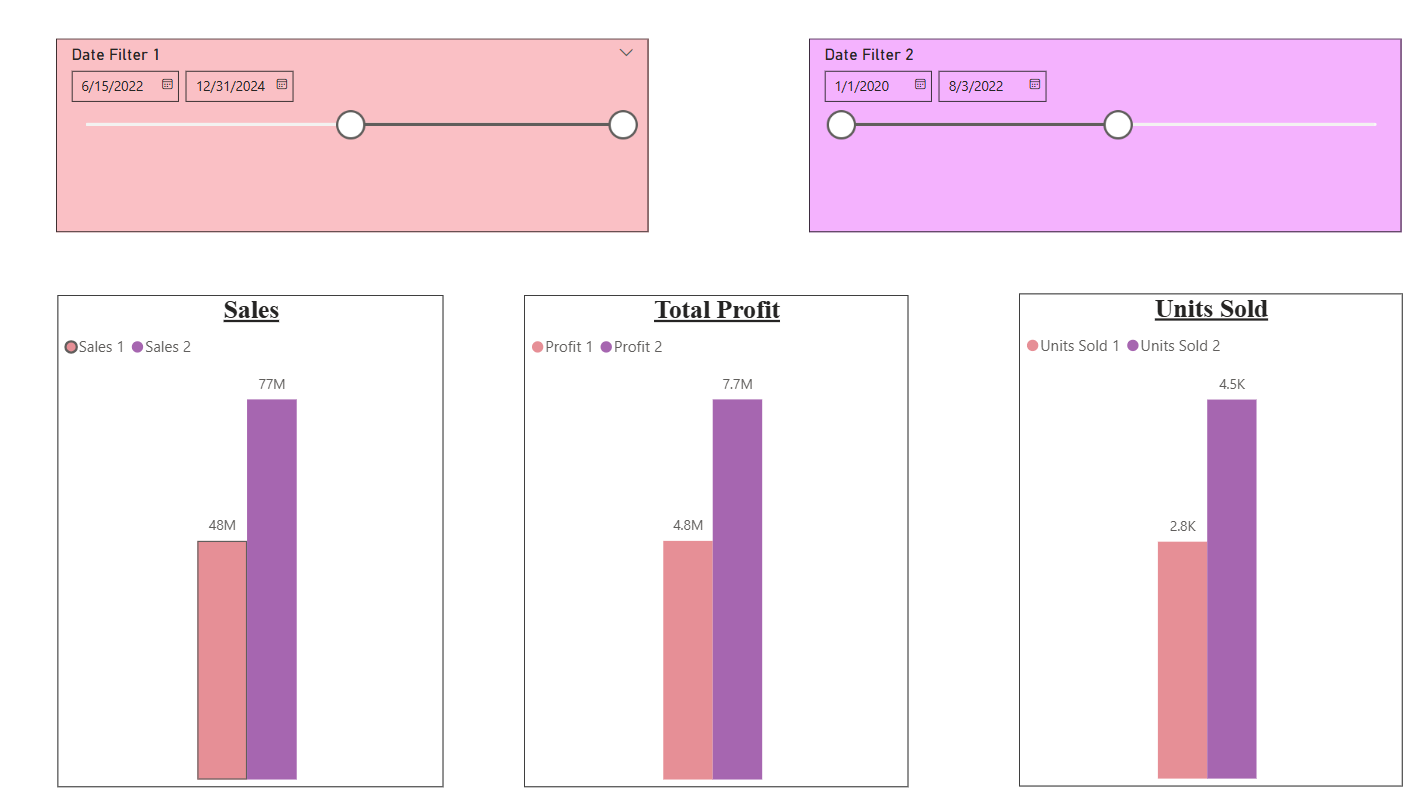 Date Filter 1
6/15/2022 12/31/2024
Date Filter 2
1/1/2020 8/3/2022
Sales
Sales 1 Sales 2
77M
48M
Total Profit
Profit 1 Profit 2
7.7M
4.8M
Units Sold
Units Sold 1 Units Sold 2
4.5K
2.8K